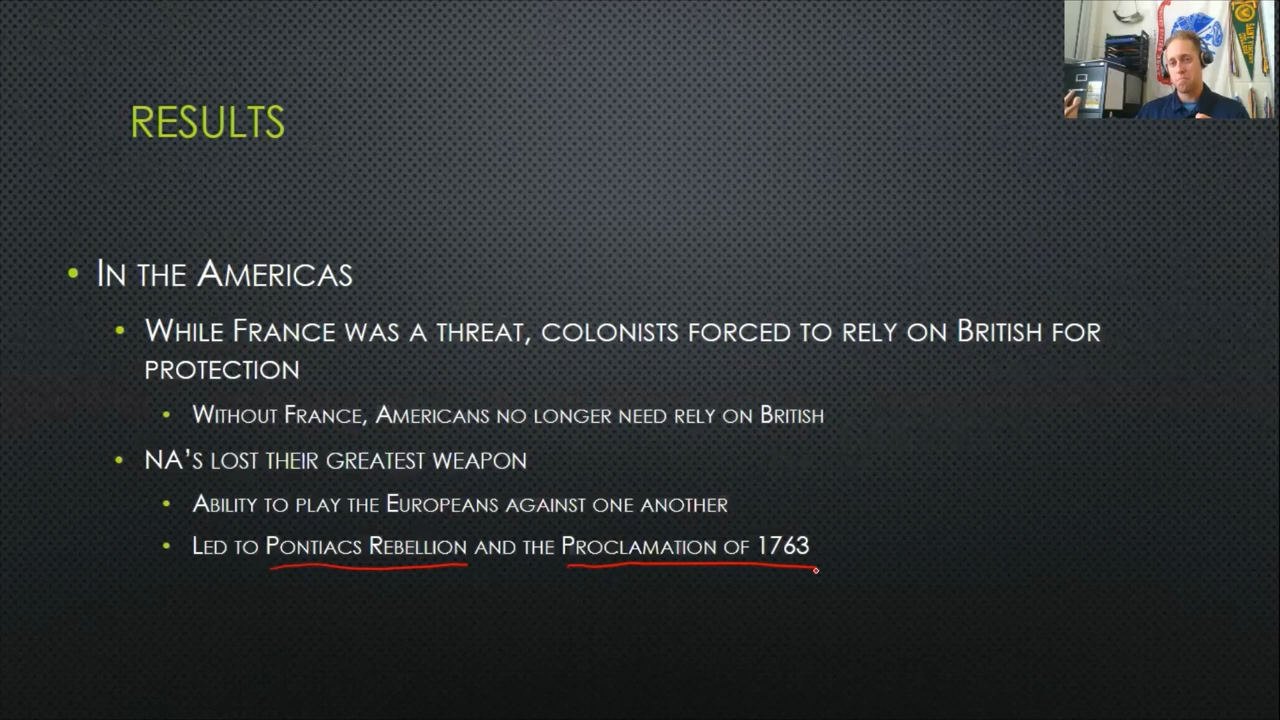 RESULTS
In the Americas
While France was a threat, colonists forced to rely on British for
protection
Without France, Americans no longer need rely on British
NA's lost their greatest weapon
Ability to play the Europeans against one another
Led to Pontiacs Rebellion and the Proclamation of 1763